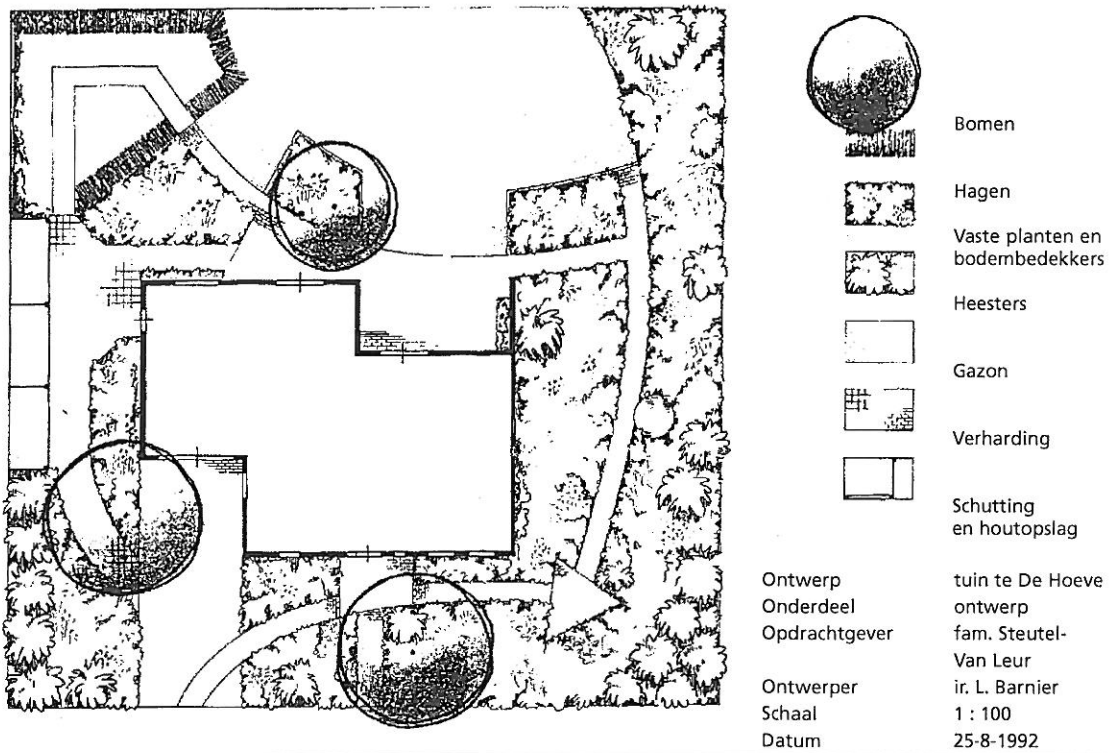 Bomen
Hagen
Vaste planten en
bodembedekkers
Heesters
Gazon
Verharding
Schutting
en houtopslag
Ontwerp tuin te De Hoeve
Onderdeel ontwerp
Opdrachtgever fam. Steutel-
Van Leur
Ontwerper ir. L. Barnier
Schaal 1 : 100
Datum 25-8-1992